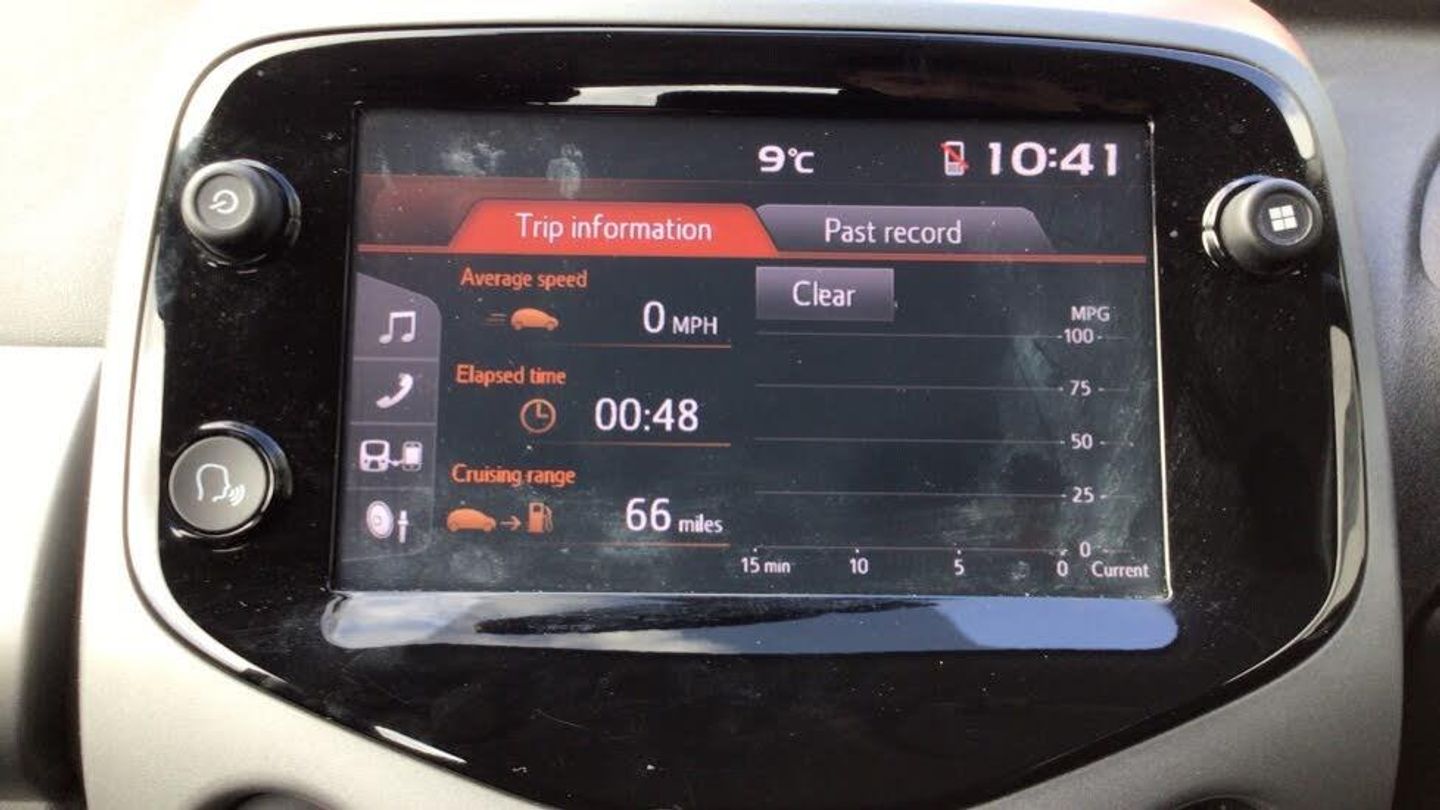 9°C 10:41
Trip information Past record
Average speed
0 MPH
Elapsed time
00:48
Cruising range
66 miles
Clear
MPG
100
75
50
25
0
15 min 10 5 0 Current